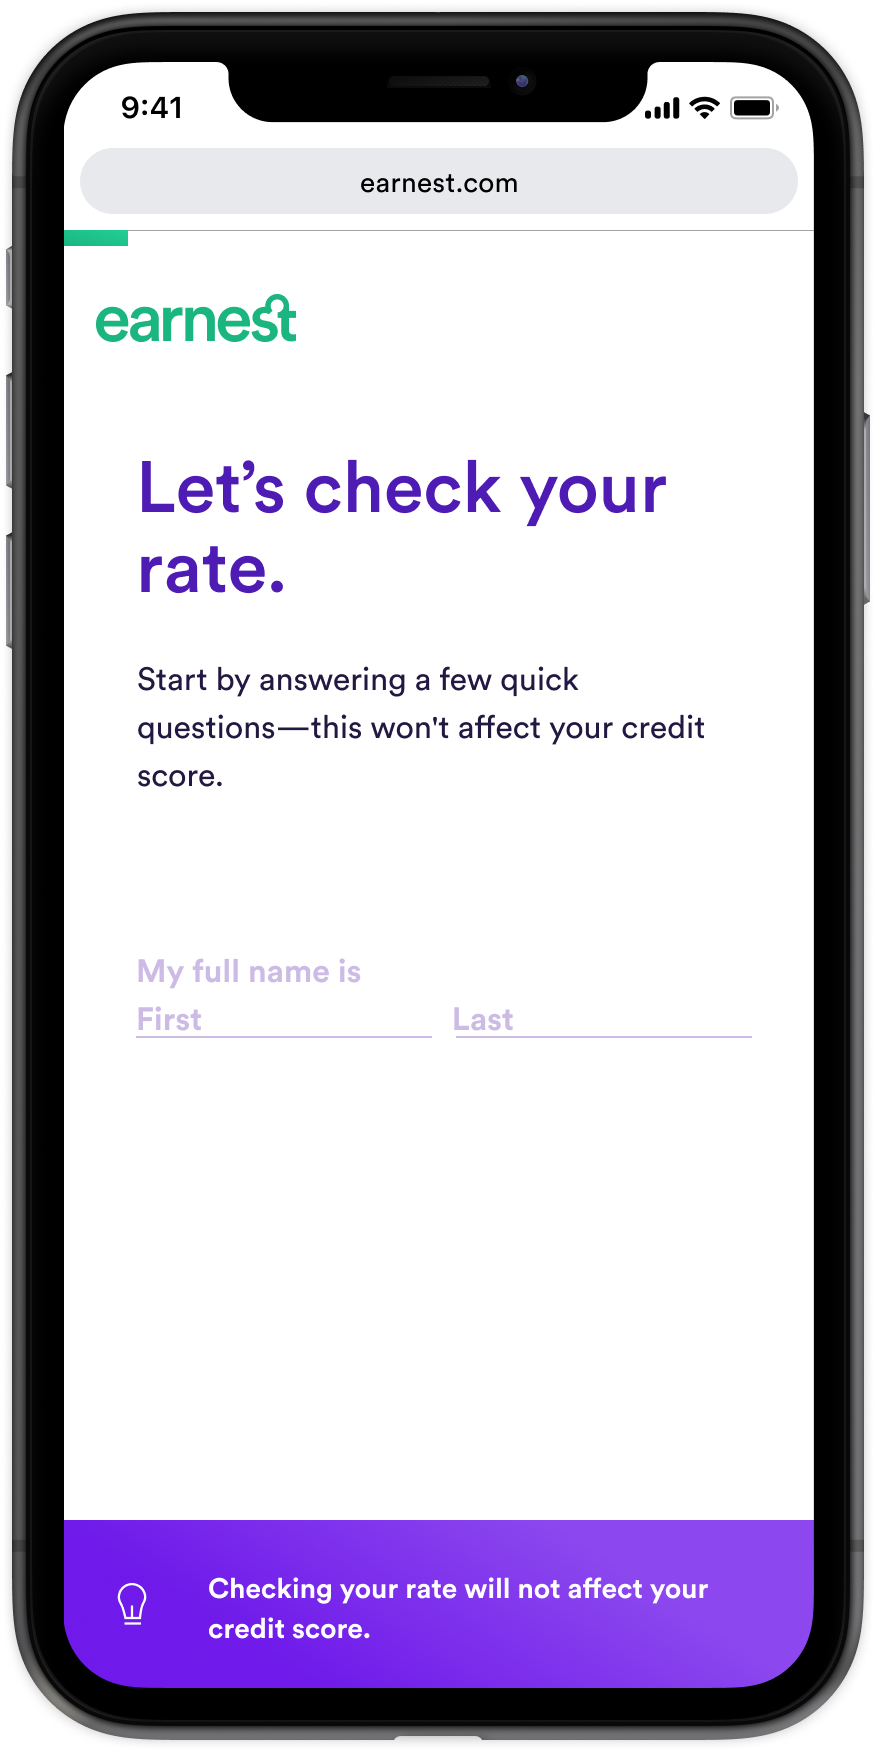 9:41
earnest.com
earnest
Let’s check your
rate.
Start by answering a few quick
questions—this won't affect your credit
score.
My full name is
First Last
Checking your rate will not affect your
credit score.